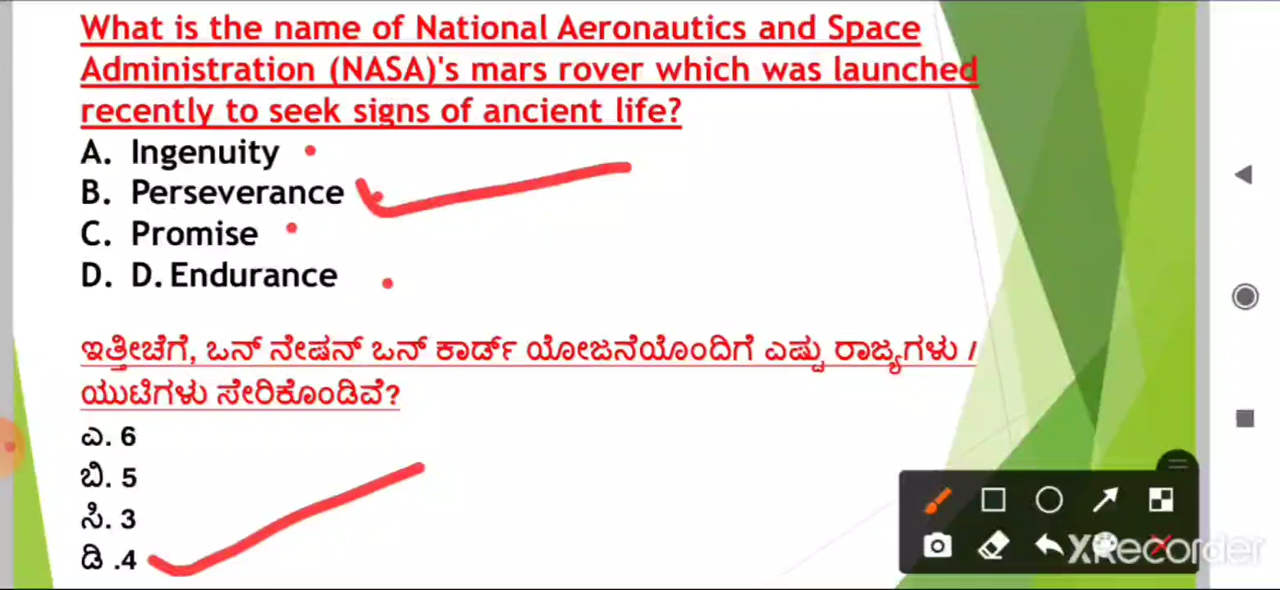 What is the name of National Aeronautics and Space
Administration (NASA)'s mars rover which was launched
recently to seek signs of ancient life?
A. Ingenuity
B. Perseverance
C. Promise
D. D. Endurance
ಇತ್ತೀಚೆಗೆ, ಒನ್ ನೇಷನ್ ಒನ್ ಕಾರ್ಡ್ ಯೋಜನೆಯೊಂದಿಗೆ ಎಷ್ಟು ರಾಜ್ಯಗಳು /
ಯುಟಿಗಳು ಸೇರಿಕೊಂಡಿವೆ?
ಎ. 6
ಬಿ. 5
ಸಿ. 3
ಡಿ .4
XRecorder